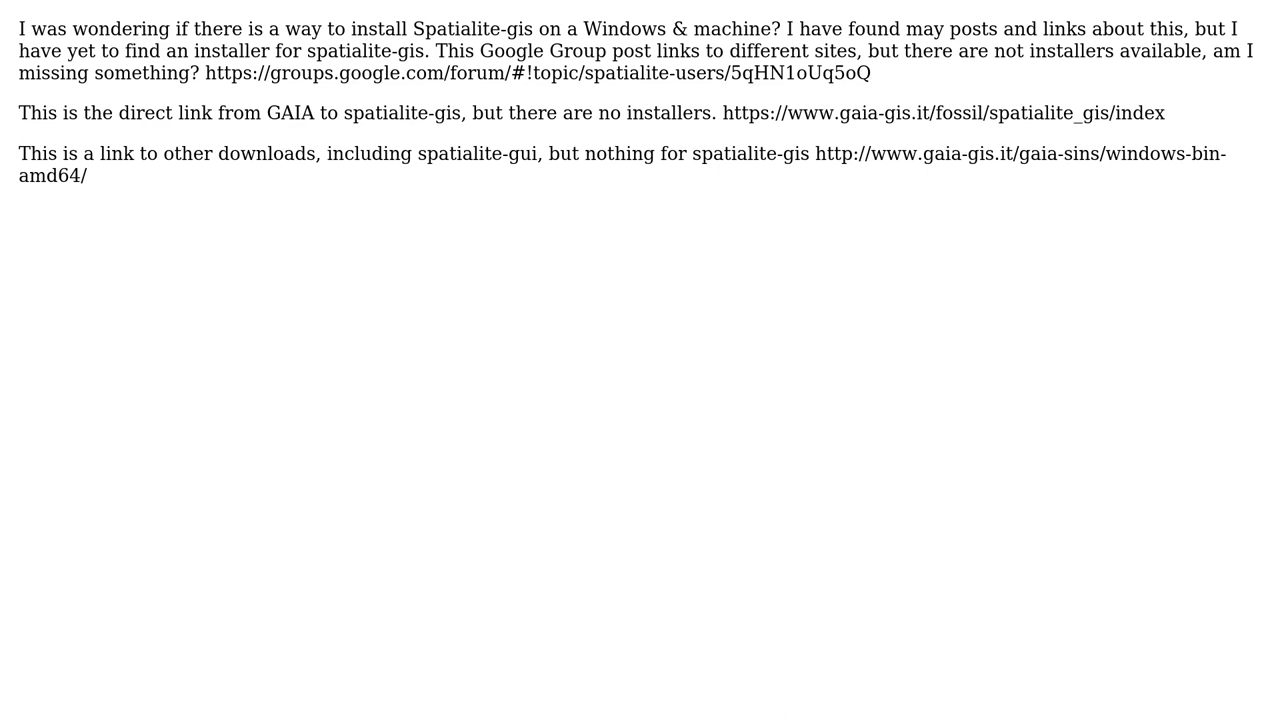 I was wondering if there is a way to install Spatialite-gis on a Windows & machine? I have found may posts and links about this, but I
have yet to find an installer for spatialite-gis. This Google Group post links to different sites, but there are not installers available, am I
missing something? https://groups.google.com/forum/#!topic/spatialite-users/5qHN1oUq5oQ
This is the direct link from GAIA to spatialite-gis, but there are no installers. https://www.gaia-gis.it/fossil/spatialite_gis/index
This is a link to other downloads, including spatialite-gui, but nothing for spatialite-gis http://www.gaia-gis.it/gaia-sins/windows-bin-
amd64/